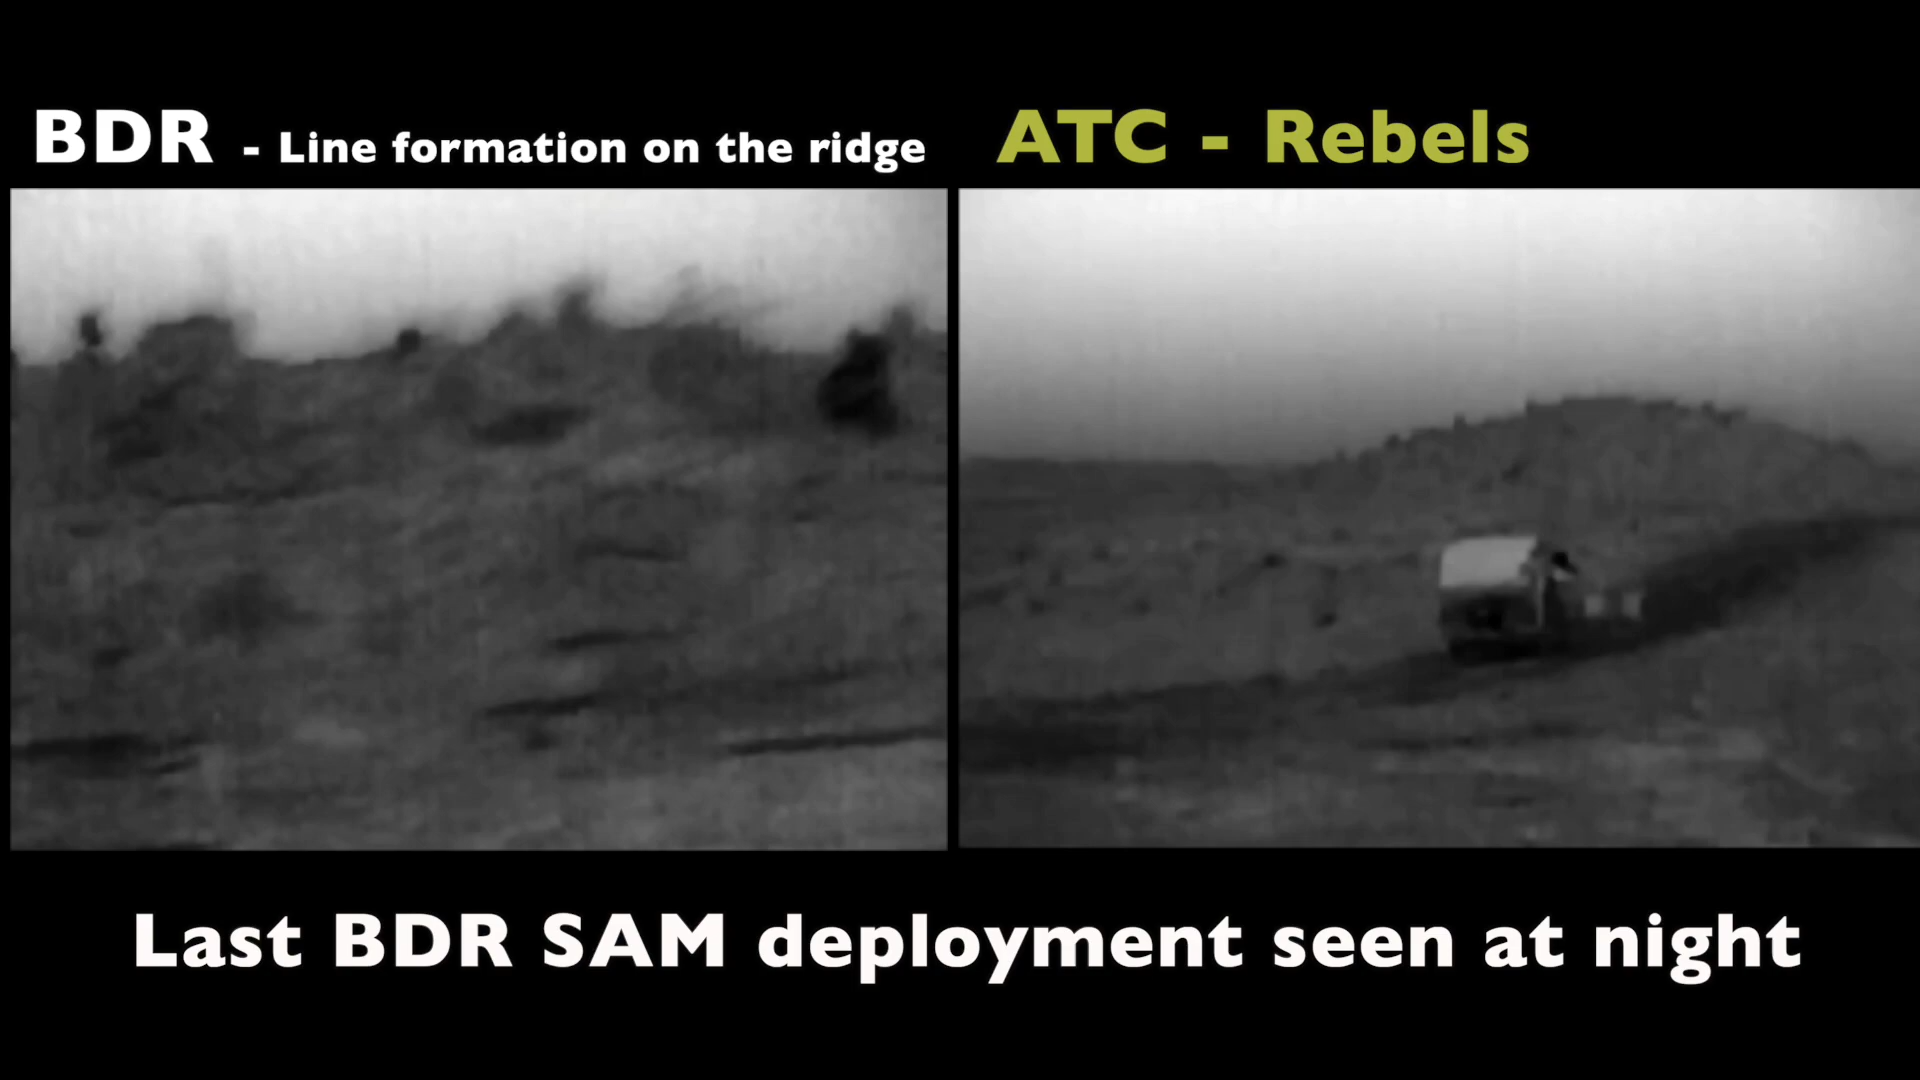 BDR - Line formation on the ridge
ATC - Rebels
Last BDR SAM deployment seen at night